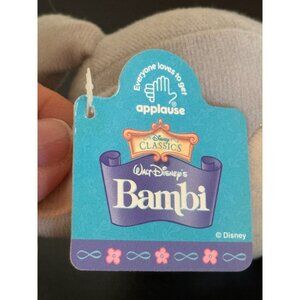 Everyone loves to get
applause®
Disney
CLASSICS
Walt Disney's
Bambi
© Disney